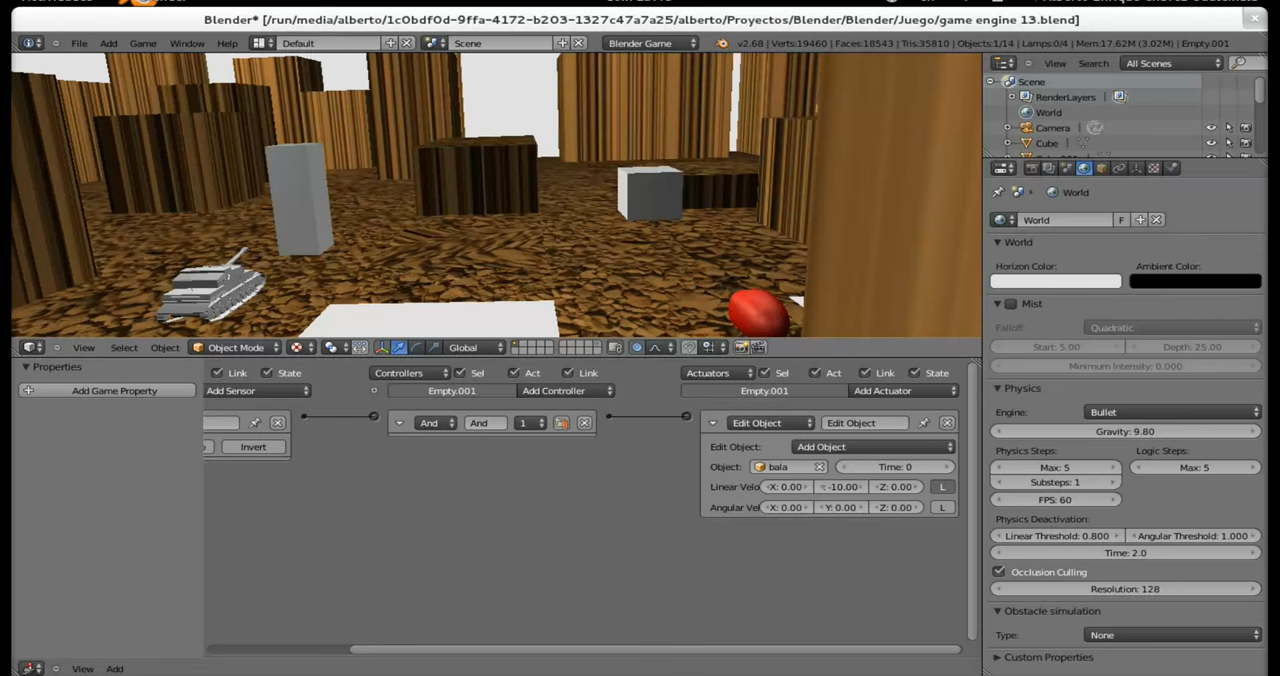 Blender* [/run/media/alberto/1c0bdf0d-9ffa-4172-b203-1327c47a7a25/alberto/Proyectos/Blender/Blender/Juego/game engine 13.blend]
File Add Game Window Help Default Scene Blender Game v2.68 | Verts:19460 | Faces:18543 | Tris:35810 | Objects:1/14 | Lamps:0/4 | Mem:17.62M (3.02M) | Empty.001
View Search All Scenes
Scene
RenderLayers
World
Camera
Cube
World
World F
World
Horizon Color: Ambient Color:
Mist
Falloff: Quadratic
Start: 5.00 Depth: 25.00
Minimum Intensity: 0.000
Physics
Engine: Bullet
Gravity: 9.80
Physics Steps: Logic Steps:
Max: 5 Max: 5
Substeps: 1
FPS: 60
Physics Deactivation:
Linear Threshold: 0.800 Angular Threshold: 1.000
Time: 2.0
Occlusion Culling
Resolution: 128
Obstacle simulation
Type: None
Custom Properties
View Select Object Object Mode Global
Properties
Add Game Property
Link State
Add Sensor
Invert
Controllers Sel Act Link
Empty.001 Add Controller
And And 1
Actuators Sel Act Link State
Empty.001 Add Actuator
Edit Object Edit Object
Edit Object: Add Object
Object: bala Time: 0
Linear Velo X: 0.00 -10.00 Z: 0.00 L
Angular Vel X: 0.00 Y: 0.00 Z: 0.00 L
View Add